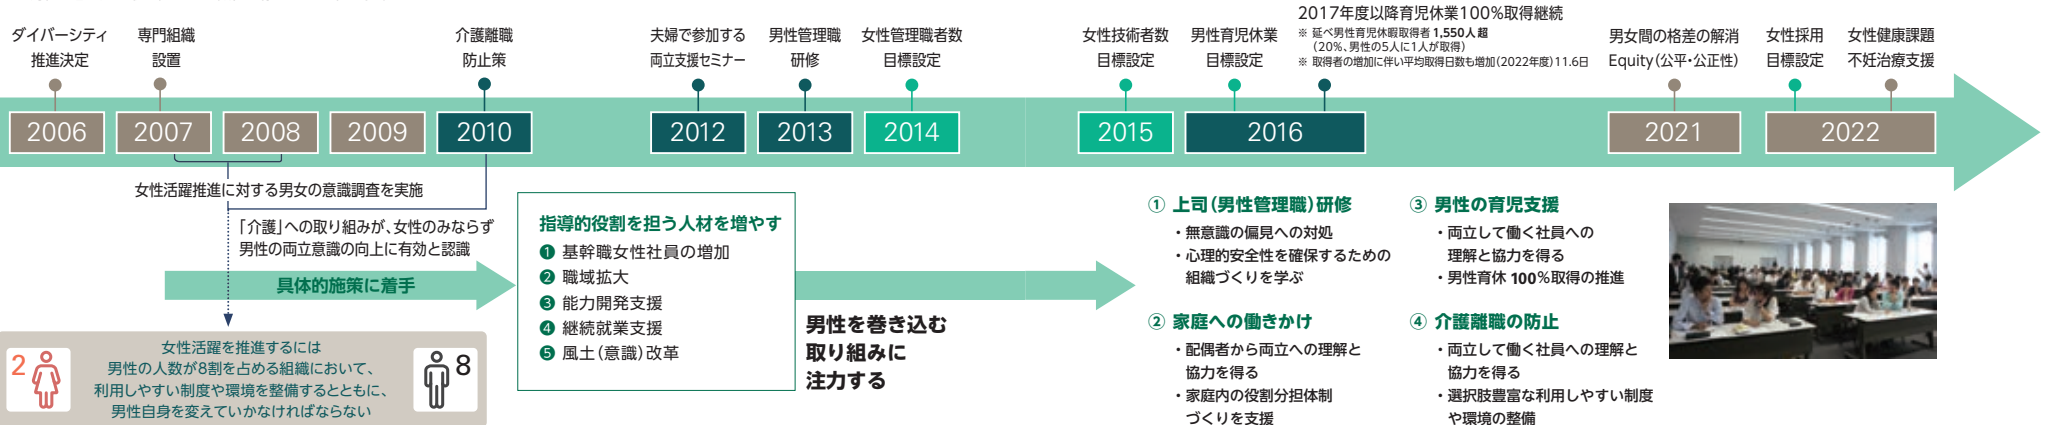 ダイバーシティ
推進決定
専門組織
設置
介護離職
防止策
夫婦で参加する
両立支援セミナー
男性管理職
研修
女性管理職者数
目標設定
女性技術者数
目標設定
男性育児休業
目標設定
2017年度以降育児休業100%取得継続
※ 延べ男性育児休暇取得者 1,550人超
(20%、男性の5人に1人が取得)
※ 取得者の増加に伴い平均取得日数も増加(2022年度)11.6日
男女間の格差の解消
Equity(公平・公正性)
女性採用
目標設定
女性健康課題
不妊治療支援
2006
2007
2008
2009
2010
2012
2013
2014
2015
2016
2021
2022
女性活躍推進に対する男女の意識調査を実施
「介護」への取り組みが、女性のみならず
男性の両立意識の向上に有効と認識
具体的施策に着手
2
女性活躍を推進するには
男性の人数が8割を占める組織において、
利用しやすい制度や環境を整備するとともに、
男性自身を変えていかなければならない
8
指導的役割を担う人材を増やす
❶ 基幹職女性社員の増加
❷ 職域拡大
❸ 能力開発支援
❹ 継続就業支援
❺ 風土(意識)改革
男性を巻き込む
取り組みに
注力する
① 上司(男性管理職)研修
・無意識の偏見への対処
・心理的安全性を確保するための
組織づくりを学ぶ
② 家庭への働きかけ
・配偶者から両立への理解と
協力を得る
・家庭内の役割分担体制
づくりを支援
③ 男性の育児支援
・両立して働く社員への
理解と協力を得る
・男性育休 100%取得の推進
④ 介護離職の防止
・両立して働く社員への理解と
協力を得る
・選択肢豊富な利用しやすい制度
や環境の整備